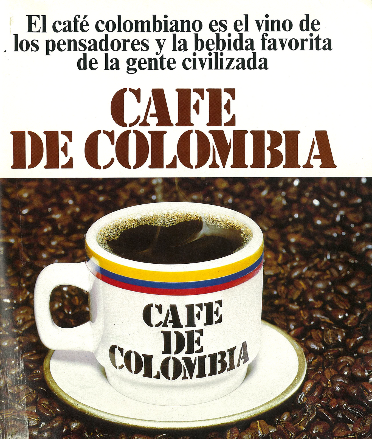 El café colombiano es el vino de
los pensadores y la bebida favorita
de la gente civilizada
CAFE
DE COLOMBIA
CAFE
DE
COLOMBIA